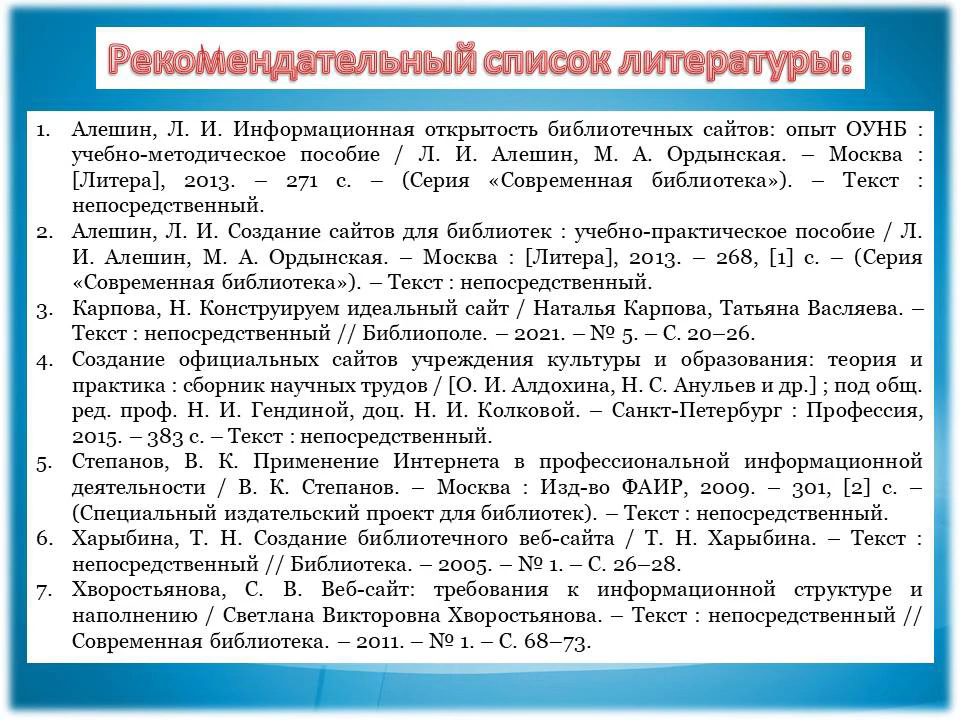 Рекомендательный список литературы:
1. Алешин, Л. И. Информационная открытость библиотечных сайтов: опыт ОУНБ :
учебно-методическое пособие / Л. И. Алешин, М. А. Ордынская. – Москва :
[Литера], 2013. – 271 с. – (Серия «Современная библиотека»). – Текст :
непосредственный.
2. Алешин, Л. И. Создание сайтов для библиотек : учебно-практическое пособие / Л.
И. Алешин, М. А. Ордынская. – Москва : [Литера], 2013. – 268, [1] с. – (Серия
«Современная библиотека»). – Текст : непосредственный.
3. Карпова, Н. Конструируем идеальный сайт / Наталья Карпова, Татьяна Васляева. –
Текст : непосредственный // Библиополе. – 2021. – № 5. – С. 20–26.
4. Создание официальных сайтов учреждения культуры и образования: теория и
практика : сборник научных трудов / [О. И. Алдохина, Н. С. Анульев и др.] ; под общ.
ред. проф. Н. И. Гендиной, доц. Н. И. Колковой. – Санкт-Петербург : Профессия,
2015. – 383 с. – Текст : непосредственный.
5. Степанов, В. К. Применение Интернета в профессиональной информационной
деятельности / В. К. Степанов. – Москва : Изд-во ФАИР, 2009. – 301, [2] с. –
(Специальный издательский проект для библиотек). – Текст : непосредственный.
6. Харыбина, Т. Н. Создание библиотечного веб-сайта / Т. Н. Харыбина. – Текст :
непосредственный // Библиотека. – 2005. – № 1. – С. 26–28.
7. Хворостьянова, С. В. Веб-сайт: требования к информационной структуре и
наполнению / Светлана Викторовна Хворостьянова. – Текст : непосредственный //
Современная библиотека. – 2011. – № 1. – С. 68–73.